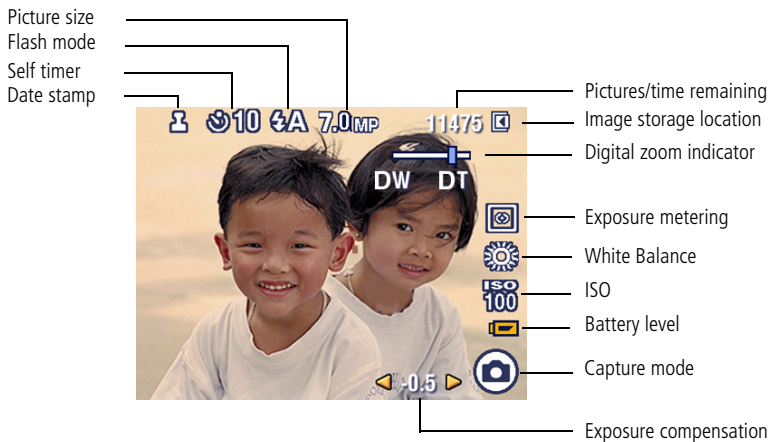 Picture size
Flash mode
Self timer
Date stamp
Pictures/time remaining
Image storage location
Digital zoom indicator
Exposure metering
White Balance
ISO
Battery level
Capture mode
Exposure compensation
10 A 7.0 MP 11475
DW DT
ISO
100
-0.5